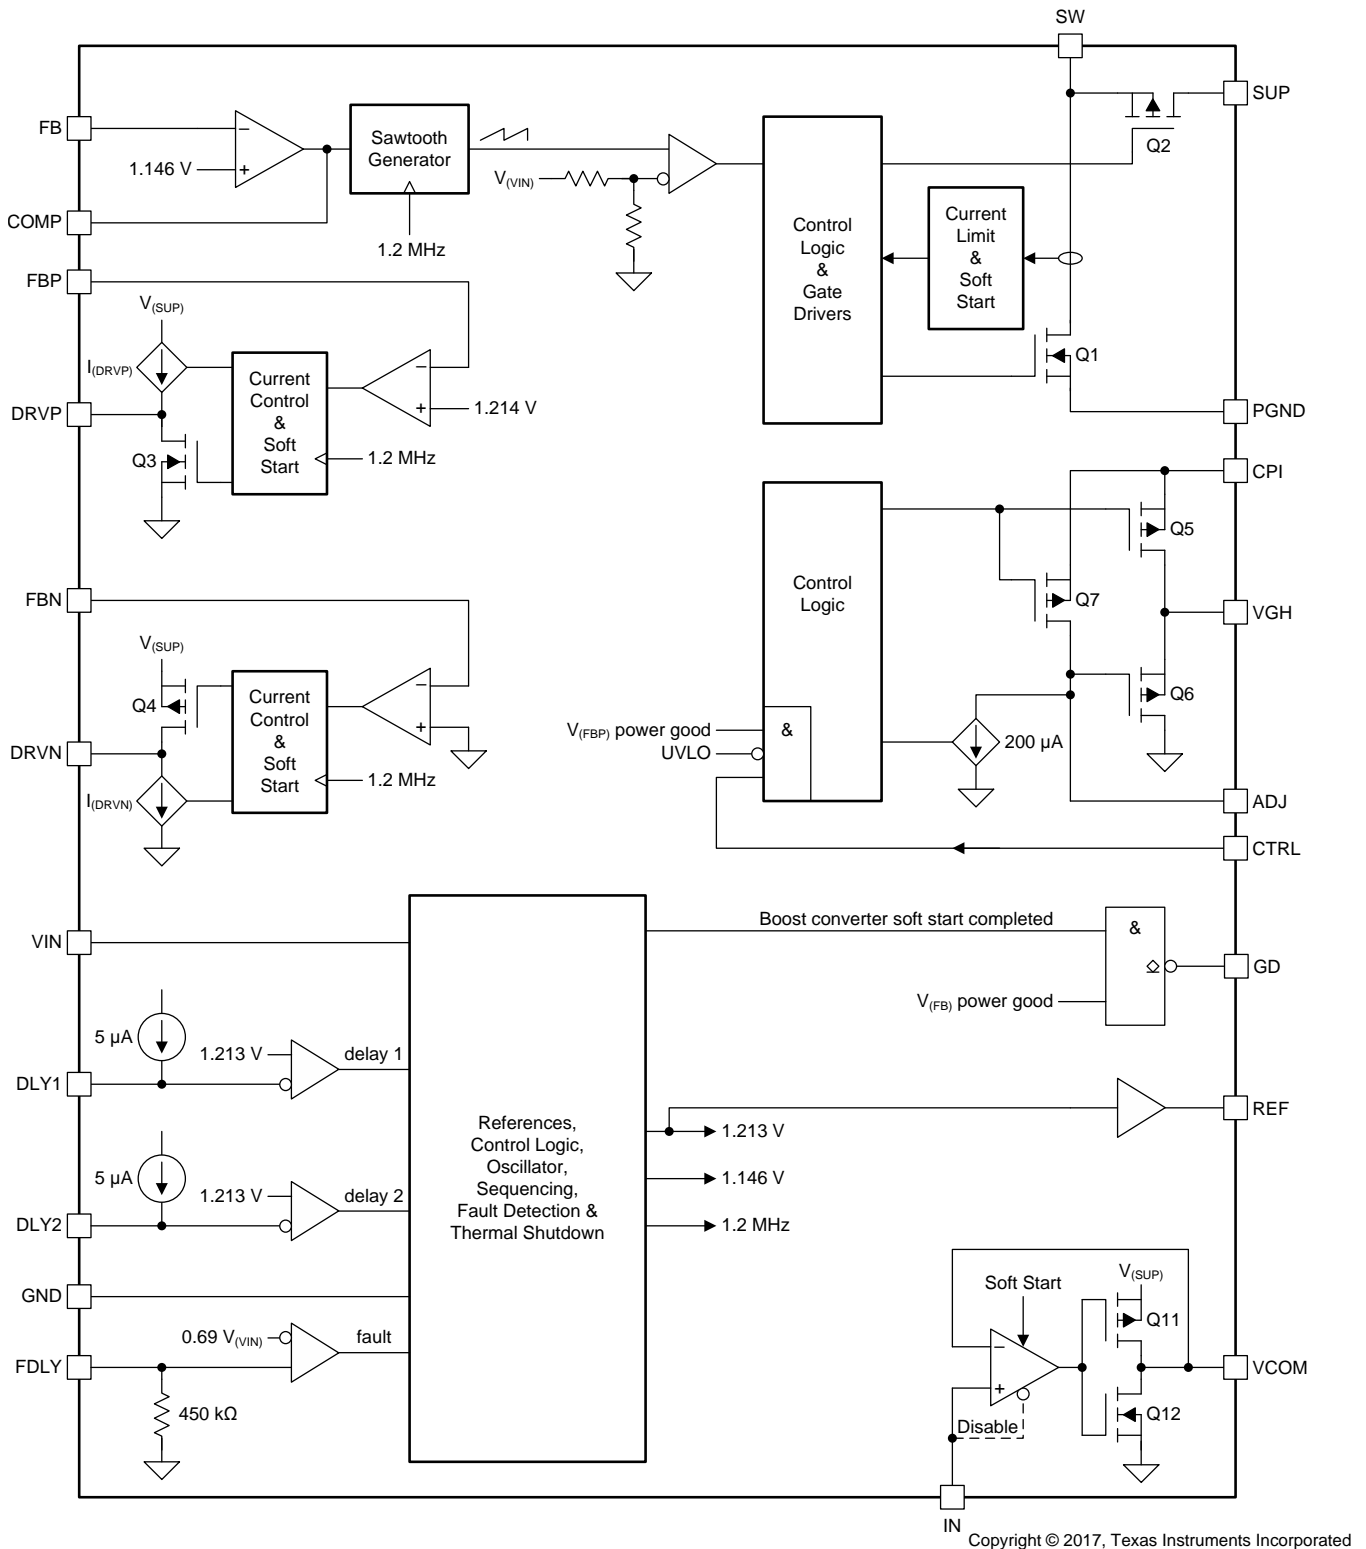 SW
SUP
FB
−
Sawtooth
Generator
1.146 V
+
V(VIN)
Q2
COMP
1.2 MHz
Control
Logic
&
Gate
Drivers
Current
Limit
&
Soft
Start
FBP
V(SUP)
I(DRVP)
Current
Control
&
Soft
Start
−
+
1.214 V
Q1
DRVP
PGND
Q3
1.2 MHz
CPI
Q5
Control
Logic
Q7
FBN
VGH
V(SUP)
Q4
Current
Control
&
Soft
Start
−
+
Q6
V(FBP) power good
&
UVLO
200 µA
DRVN
1.2 MHz
I(DRVN)
ADJ
CTRL
VIN
Boost converter soft start completed
&
GD
V(FB) power good
5 µA
1.213 V
delay 1
DLY1
REF
References,
Control Logic,
Oscillator,
Sequencing,
Fault Detection &
Thermal Shutdown
1.213 V
1.146 V
1.2 MHz
5 µA
1.213 V
delay 2
DLY2
GND
Soft Start
V(SUP)
Q11
0.69 V(VIN)
fault
−
FDLY
VCOM
+
450 kΩ
Disable
Q12
IN
Copyright © 2017, Texas Instruments Incorporated